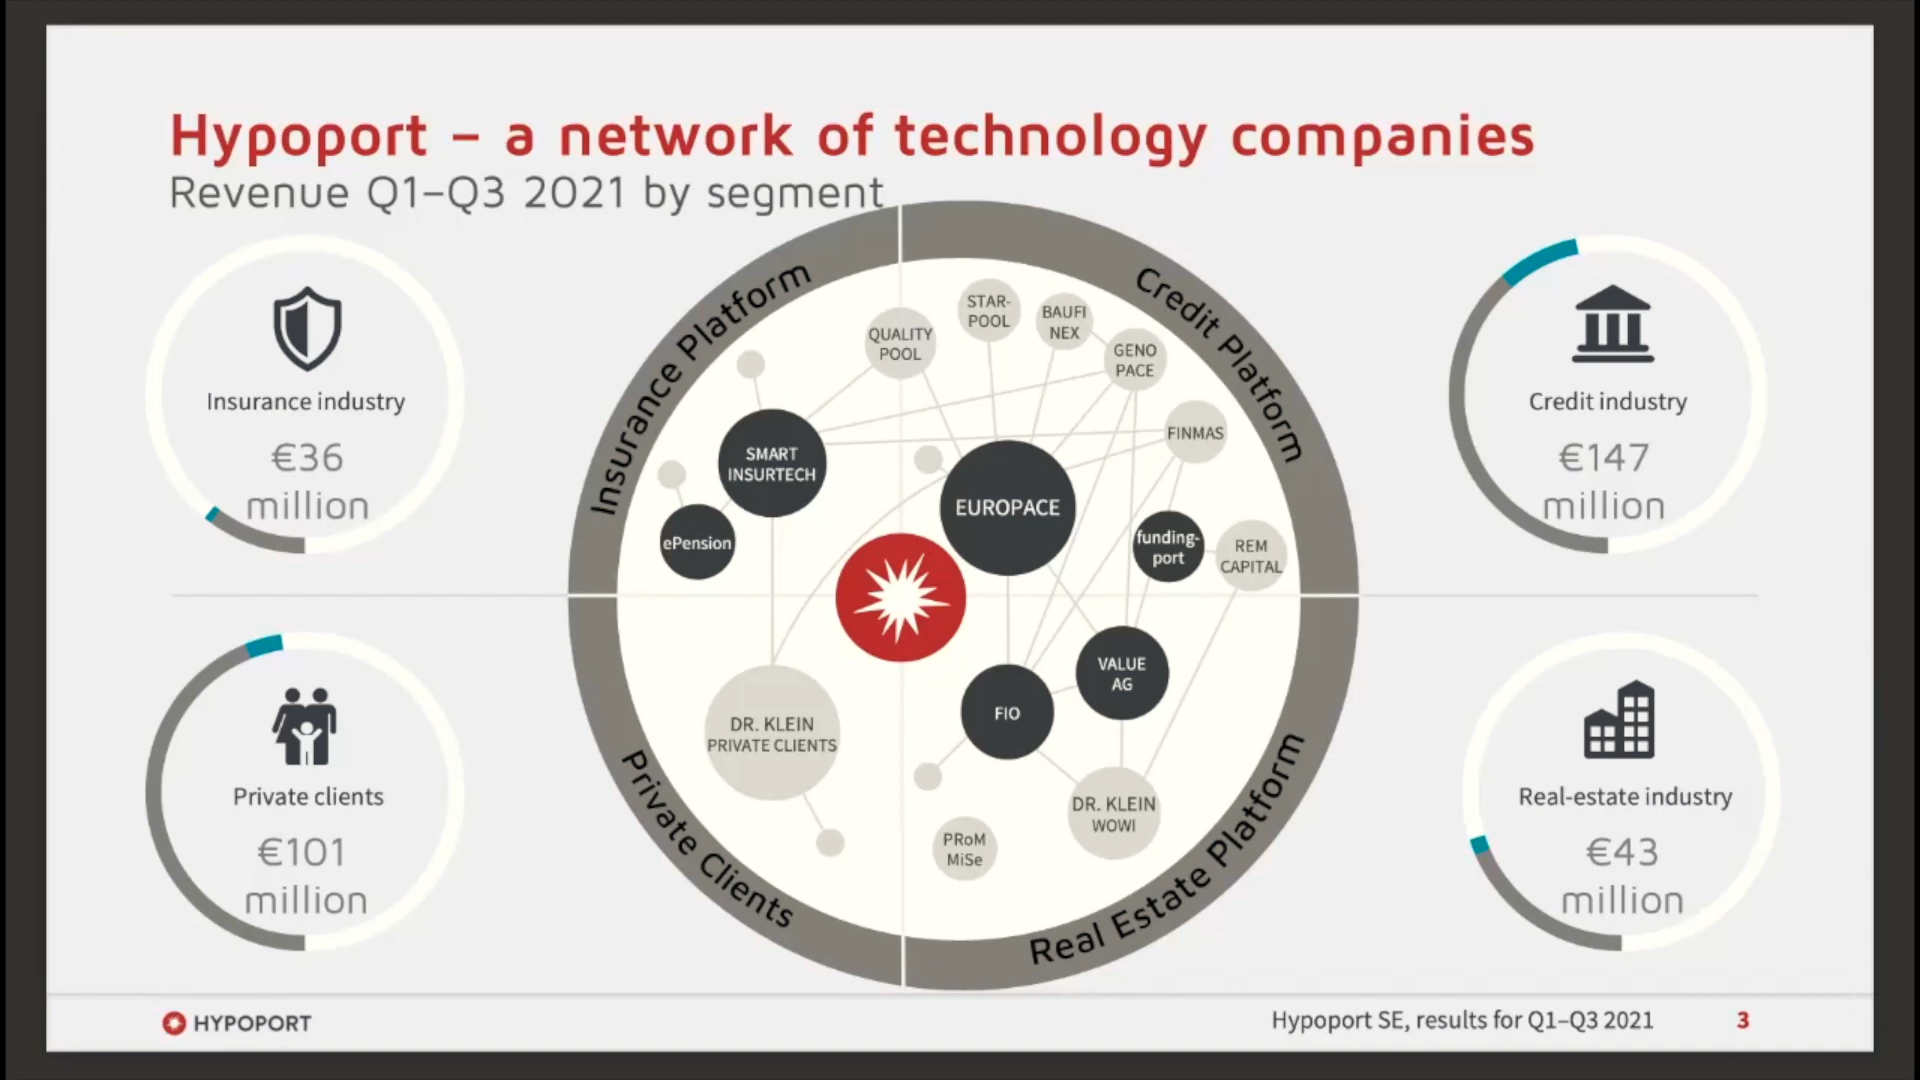 Hypoport – a network of technology companies
Revenue Q1–Q3 2021 by segment
Insurance industry
€36
million
Credit industry
€147
million
Private clients
€101
million
Real-estate industry
€43
million
Insurance Platform
Credit Platform
Private Clients
Real Estate Platform
QUALITY
POOL
STAR-
POOL
BAUFI
NEX
GENO
PACE
FINMAS
SMART
INSURTECH
ePension
EUROPACE
funding-
port
REM
CAPITAL
VALUE
AG
FIO
DR. KLEIN
PRIVATE CLIENTS
DR. KLEIN
WOWI
PRoM
MiSe
HYPOPORT
Hypoport SE, results for Q1–Q3 2021
3